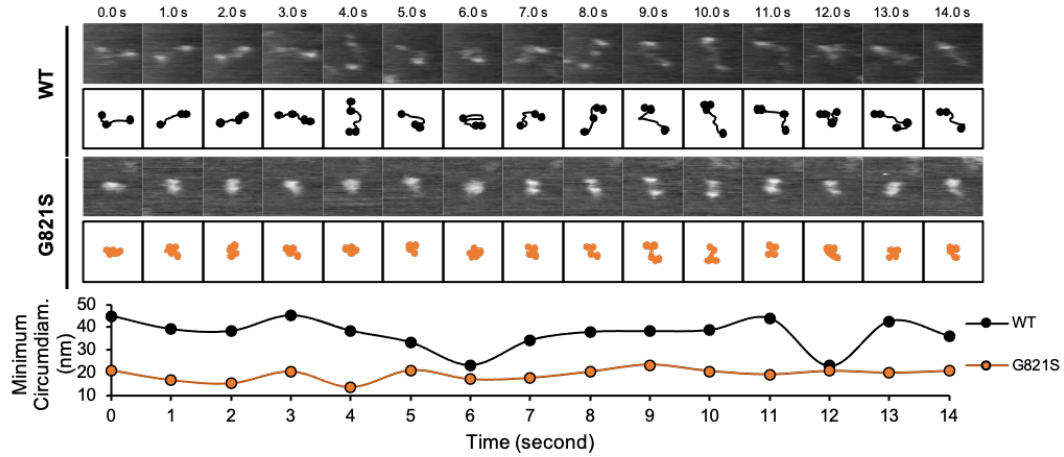 0.0 s 1.0 s 2.0 s 3.0 s 4.0 s 5.0 s 6.0 s 7.0 s 8.0 s 9.0 s 10.0 s 11.0 s 12.0 s 13.0 s 14.0 s
WT
G821S
Minimum
Circumdiam.
(nm)
50
40
30
20
10
WT
G821S
0 1 2 3 4 5 6 7 8 9 10 11 12 13 14
Time (second)